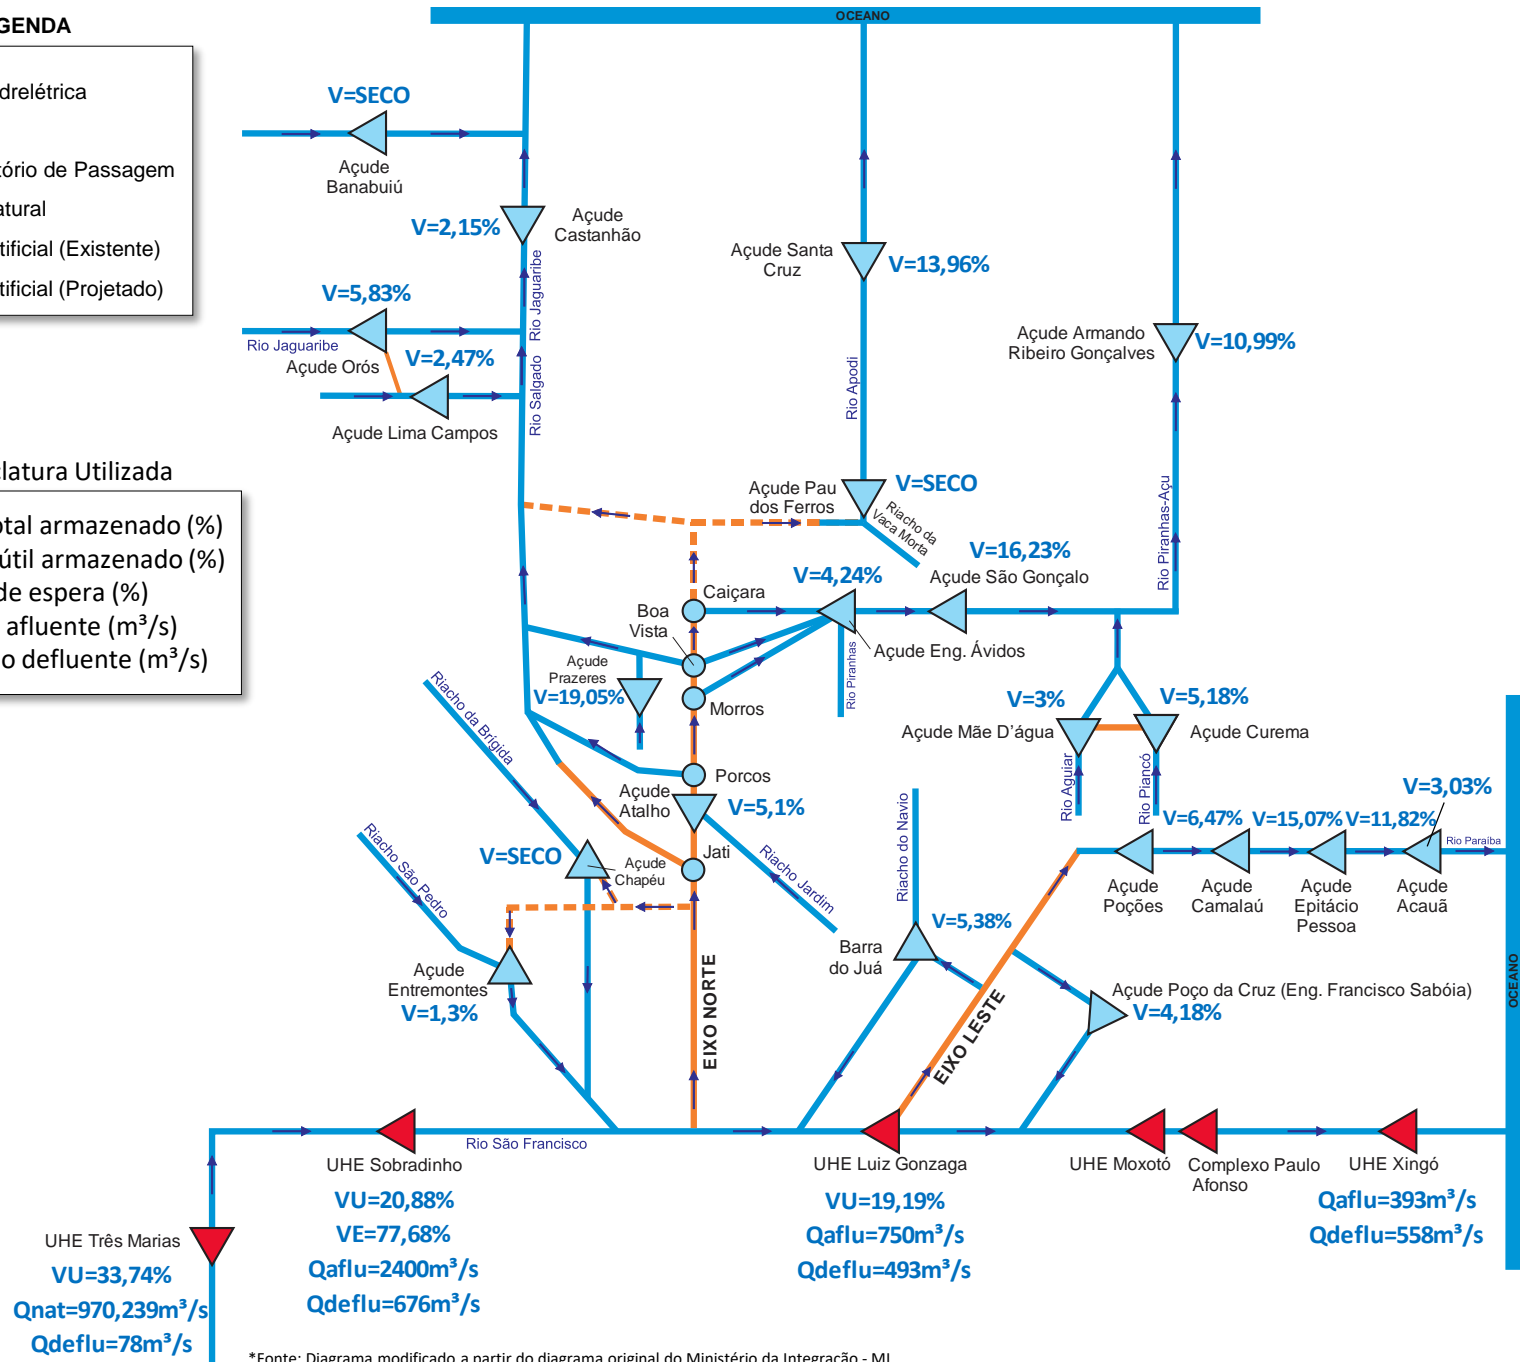 OCEANO
GENDA
drelétrica
tório de Passagem
atural
tificial (Existente)
tificial (Projetado)
V=SECO
Açude
Banabuiú
V=2,15%
Açude
Castanhão
Rio Jaguaribe
V=5,83%
Rio Jaguaribe
Açude Orós
V=2,47%
Açude Lima Campos
Rio Salgado
Açude Santa
Cruz
V=13,96%
Rio Apodi
Açude Armando
Ribeiro Gonçalves
V=10,99%
Rio Piranhas-Açu
clatura Utilizada
otal armazenado (%)
útil armazenado (%)
de espera (%)
afluente (m³/s)
o defluente (m³/s)
Açude Pau
dos Ferros
V=SECO
Riacho da
Vaca Morta
V=16,23%
Açude São Gonçalo
V=4,24%
Caiçara
Boa
Vista
Açude Eng. Ávidos
Rio Piranhas
Açude
Prazeres
V=19,05%
Morros
Riacho da Brígida
V=3%
V=5,18%
Açude Mãe D'água
Açude Curema
Rio Aguiar
Rio Piancó
Porcos
Açude
Atalho
V=5,1%
Riacho do Navio
V=3,03%
V=6,47%
V=15,07%
V=11,82%
Rio Paraíba
Açude
Poções
Açude
Camalaú
Açude
Epitácio
Pessoa
Açude
Acauã
Riacho São Pedro
V=SECO
Açude
Chapéu
Jati
Riacho Jardim
V=5,38%
Barra
do Juá
Açude
Entremontes
V=1,3%
EIXO NORTE
EIXO LESTE
Açude Poço da Cruz (Eng. Francisco Sabóia)
V=4,18%
OCEANO
Rio São Francisco
UHE Sobradinho
VU=20,88%
VE=77,68%
Qaflu=2400m³/s
Qdeflu=676m³/s
UHE Luiz Gonzaga
VU=19,19%
Qaflu=750m³/s
Qdeflu=493m³/s
UHE Moxotó
Complexo Paulo
Afonso
UHE Xingó
Qaflu=393m³/s
Qdeflu=558m³/s
UHE Três Marias
VU=33,74%
Qnat=970,239m³/s
Qdeflu=78m³/s
*Fonte: Diagrama modificado a partir do diagrama original do Ministério da Integração - MI